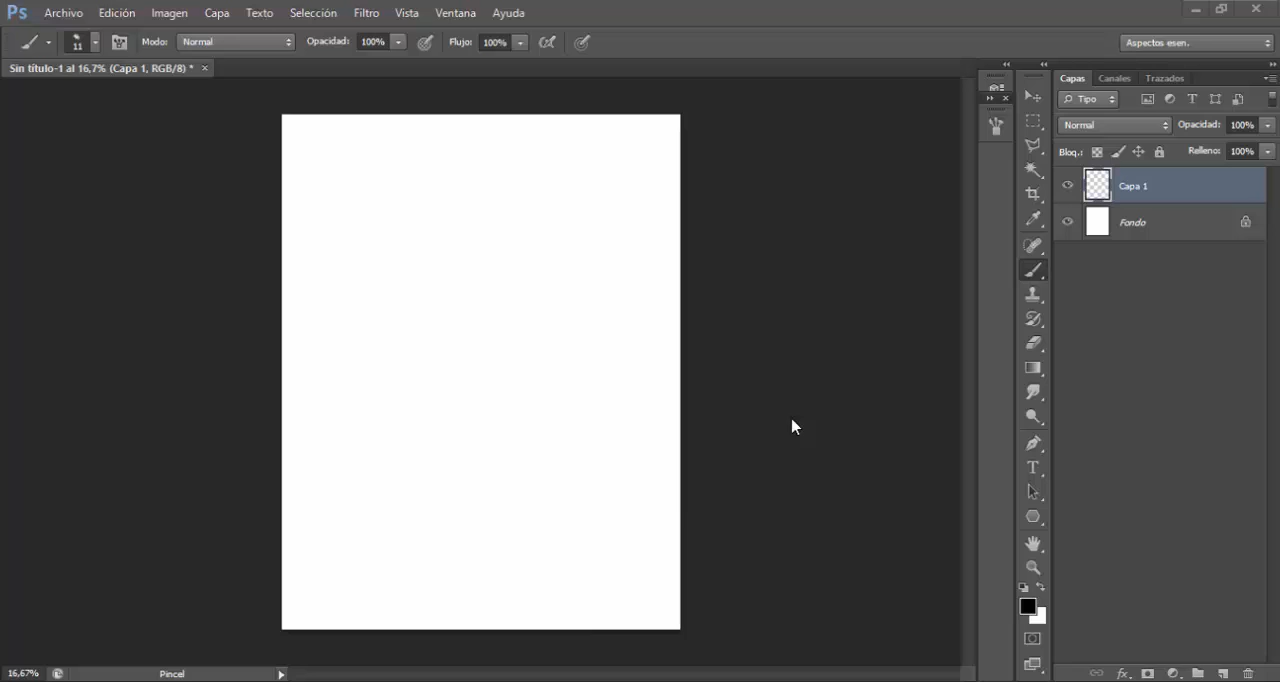 Ps Archivo Edición Imagen Capa Texto Selección Filtro Vista Ventana Ayuda
11 Modo: Normal Opacidad: 100% Flujo: 100% Aspectos esen.
Sin título-1 al 16,7% (Capa 1, RGB/8) * ×
Capas Canales Trazados
Tipo
Normal Opacidad: 100%
Bloq.: Relleno: 100%
Capa 1
Fondo
16,67% Pincel